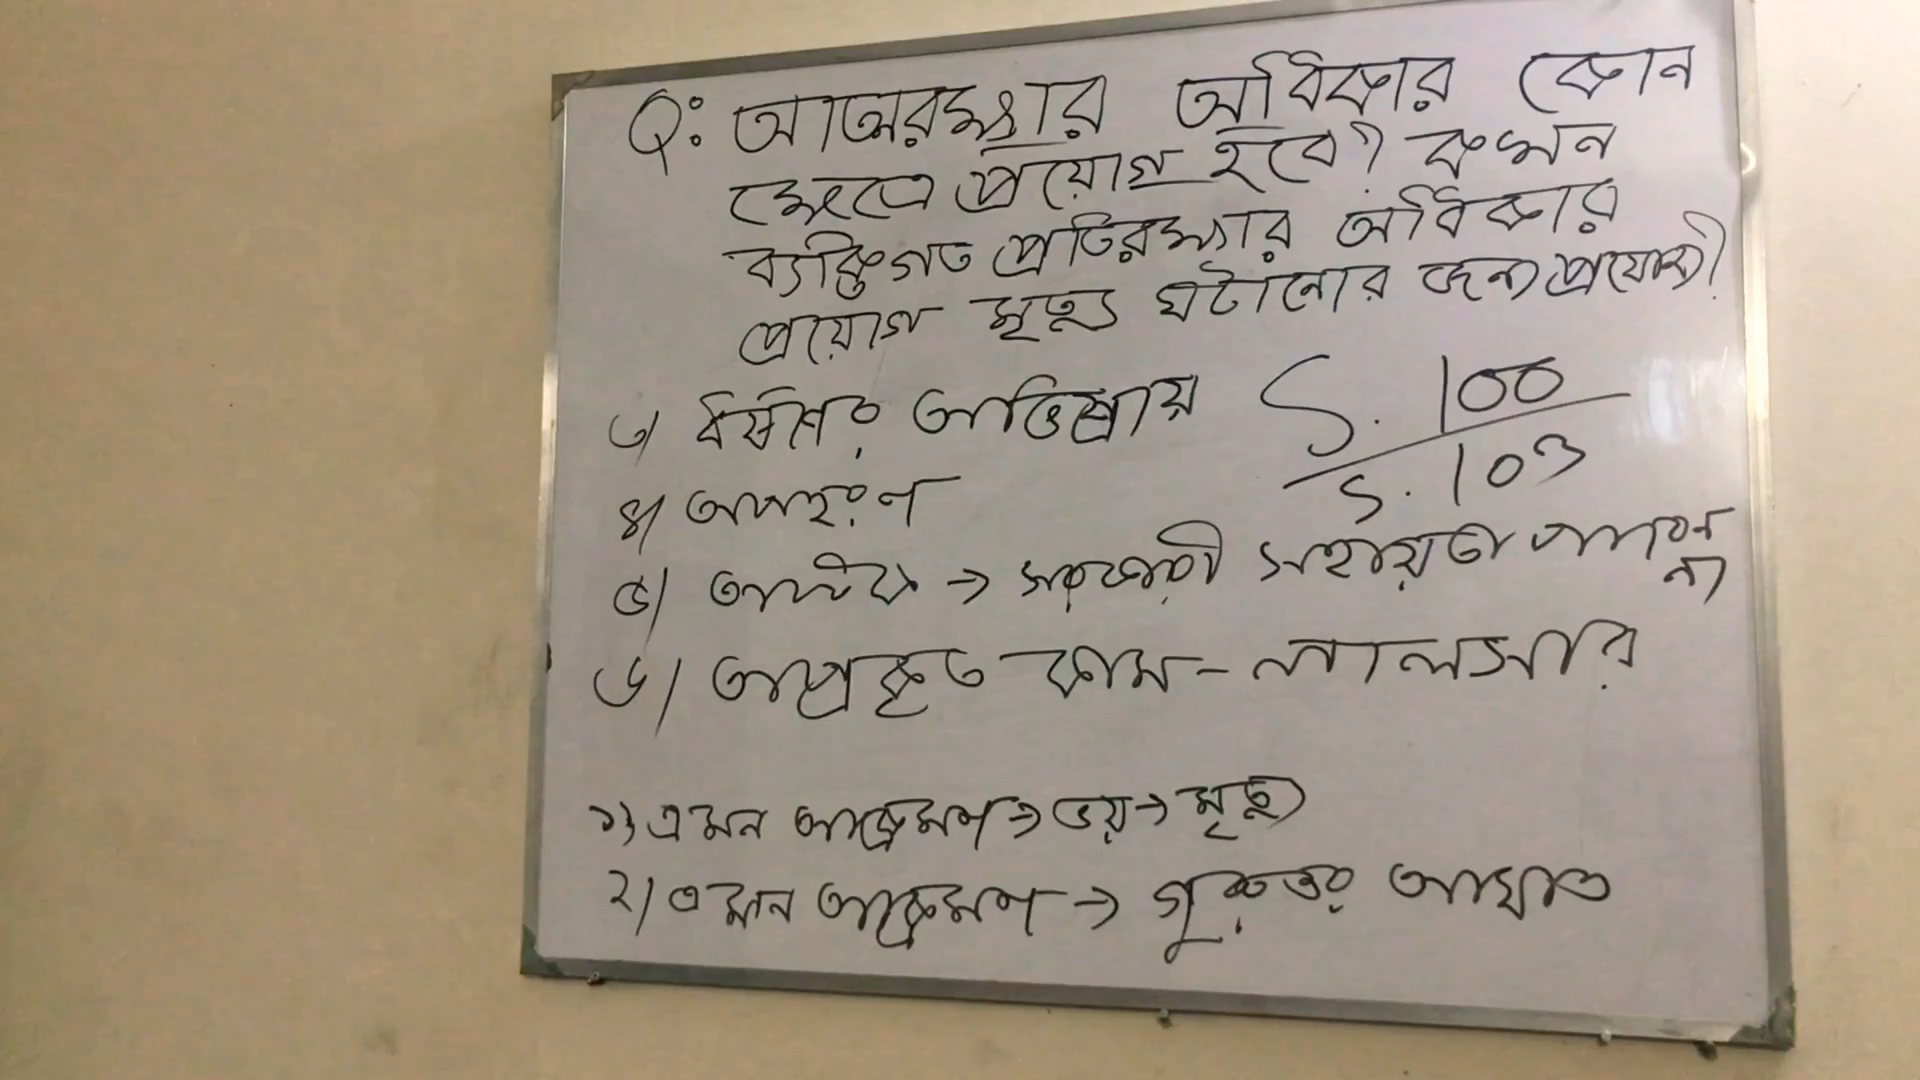 Q: আত্মরক্ষার অধিকার কোন
ক্ষেত্রে প্রয়োগ হবে? কখন
ব্যক্তিগত প্রতিরক্ষার অধিকার
প্রয়োগ মৃত্যু ঘটানোর জন্য প্রযোজ্য?
৩/ ধর্ষণের অভিপ্রায়
S. 100
S. 103
৪/ অপহরণ
৫/ আটক → সরকারী সহায়তা পাবেন
না
৬/ অপ্রকৃত কাম-লালসার
১) এমন আক্রমণ → ভয় → মৃত্যু
২/ এমন আক্রমণ → গুরুতর আঘাত